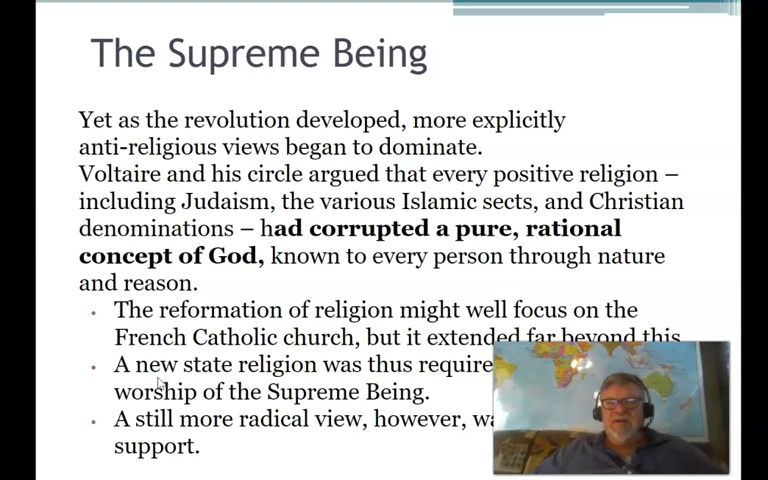 The Supreme Being
Yet as the revolution developed, more explicitly
anti-religious views began to dominate.
Voltaire and his circle argued that every positive religion –
including Judaism, the various Islamic sects, and Christian
denominations – had corrupted a pure, rational
concept of God, known to every person through nature
and reason.
• The reformation of religion might well focus on the
French Catholic church, but it extended far beyond this
• A new state religion was thus
worship of the Supreme Being.
• A still more radical view, however,
support.